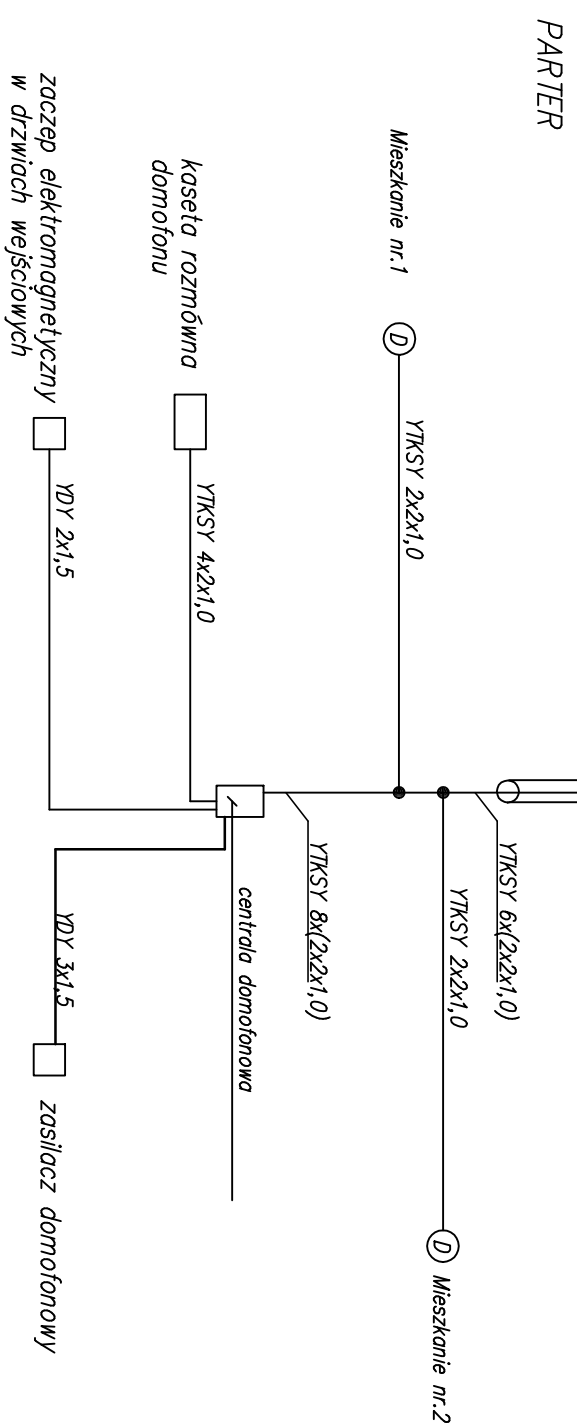 PARTER
Mieszkanie nr.1
D
YTKSY 2x2x1,0
YTKSY 6x(2x2x1,0)
YTKSY 2x2x1,0
D
Mieszkanie nr.2
YTKSY 8x(2x2x1,0)
kaseta rozmówna
domofonu
YTKSY 4x2x1,0
centrala domofonowa
zaczep elektromagnetyczny
w drzwiach wejściowych
YDY 2x1,5
YDY 3x1,5
zasilacz domofonowy